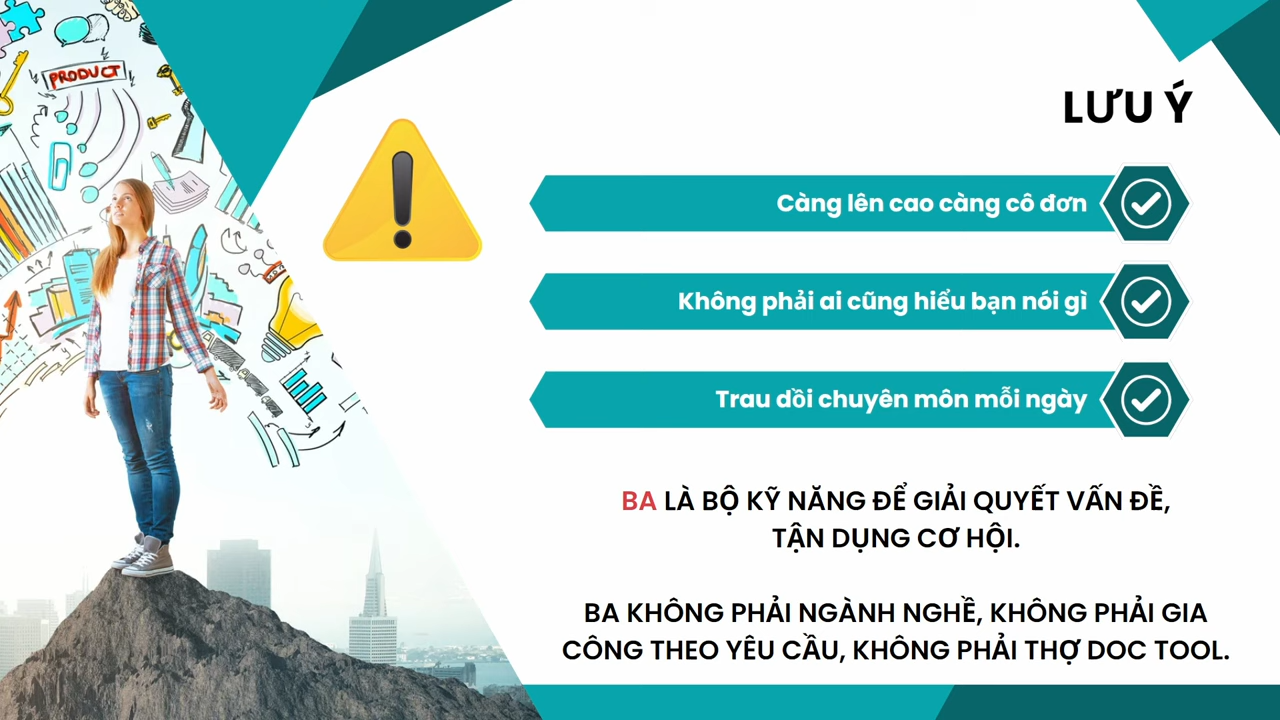 PRODUCT
LƯU Ý
Càng lên cao càng cô đơn
Không phải ai cũng hiểu bạn nói gì
Trau dồi chuyên môn mỗi ngày
BA LÀ BỘ KỸ NĂNG ĐỂ GIẢI QUYẾT VẤN ĐỀ,
TẬN DỤNG CƠ HỘI.
BA KHÔNG PHẢI NGÀNH NGHỀ, KHÔNG PHẢI GIA
CÔNG THEO YÊU CẦU, KHÔNG PHẢI THỢ DOC TOOL.